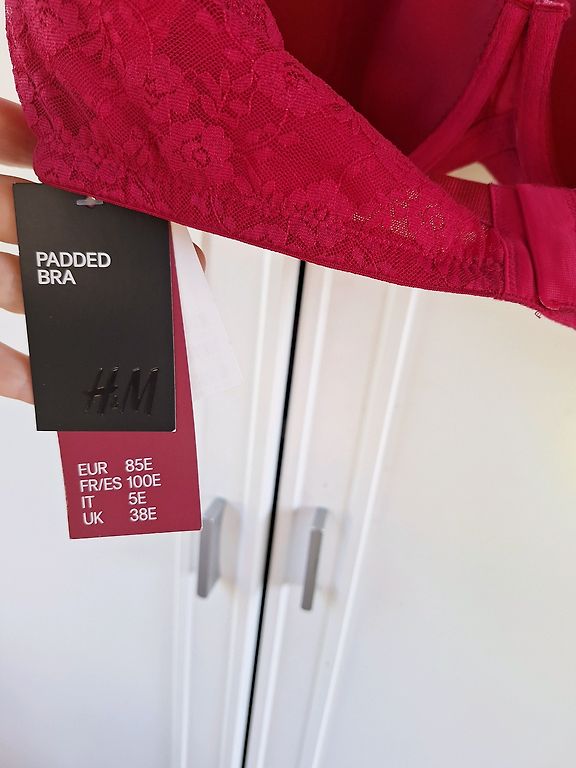 PADDED
BRA
H&M
EUR 85E
FR/ES 100E
IT 5E
UK 38E